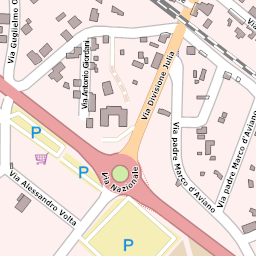 Via Guglielmo O
Via Antonio Giordani
Via Divisione Julia
Via padre Marco d'Aviano
Via padre Marco d'Aviano
Via Nazionale
Via Alessandro Volta
P
P
P
P